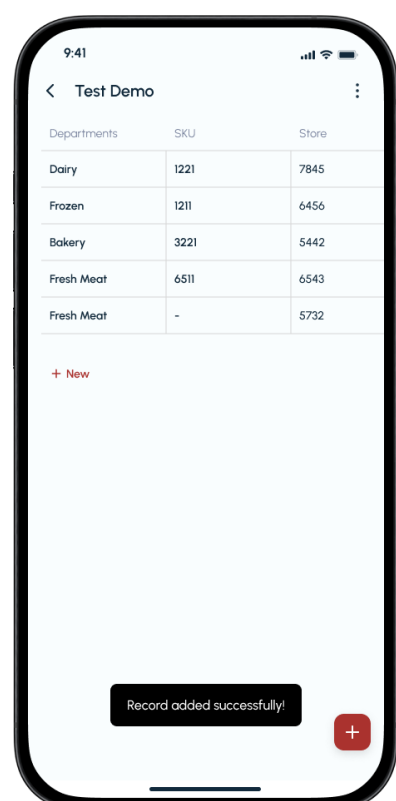 9:41
Test Demo
Departments SKU Store
Dairy 1221 7845
Frozen 1211 6456
Bakery 3221 5442
Fresh Meat 6511 6543
Fresh Meat - 5732
+ New
Record added successfully!
+